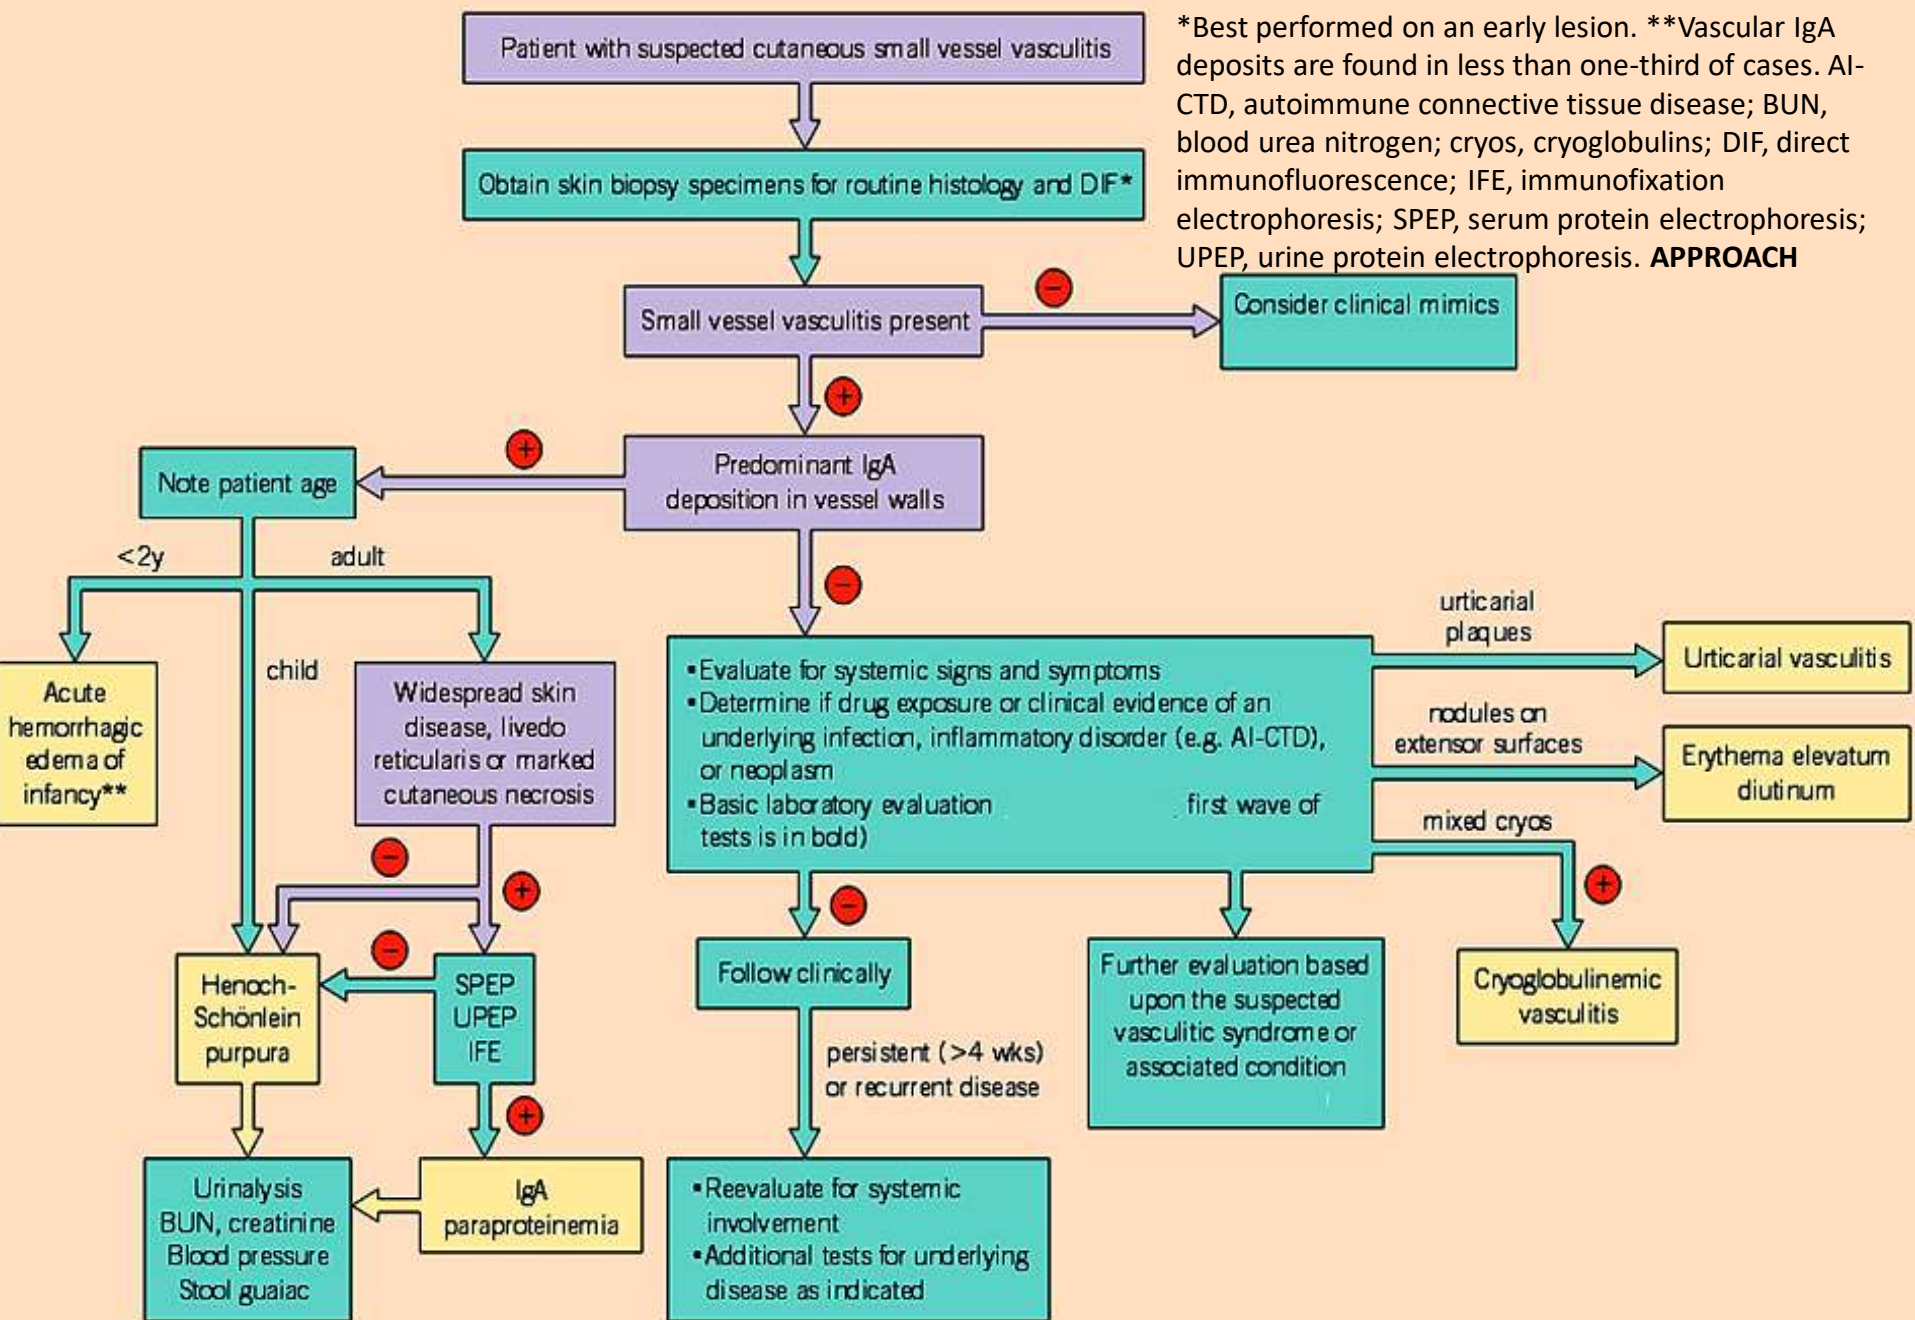 Patient with suspected cutaneous small vessel vasculitis
*Best performed on an early lesion. **Vascular IgA
deposits are found in less than one-third of cases. AI-
CTD, autoimmune connective tissue disease; BUN,
blood urea nitrogen; cryos, cryoglobulins; DIF, direct
immunofluorescence; IFE, immunofixation
electrophoresis; SPEP, serum protein electrophoresis;
UPEP, urine protein electrophoresis. APPROACH
Obtain skin biopsy specimens for routine histology and DIF*
Small vessel vasculitis present
−
Consider clinical mimics
+
Predominant IgA
deposition in vessel walls
+
Note patient age
−
<2y
adult
child
Acute
hemorrhagic
edema of
infancy**
Widespread skin
disease, livedo
reticularis or marked
cutaneous necrosis
▪Evaluate for systemic signs and symptoms
▪Determine if drug exposure or clinical evidence of an
underlying infection, inflammatory disorder (e.g. AI-CTD),
or neoplasm
▪Basic laboratory evaluation first wave of
tests is in bold)
urticarial
plaques
Urticarial vasculitis
nodules on
extensor surfaces
Erythema elevatum
diutinum
mixed cryos
+
Cryoglobulinemic
vasculitis
−
+
−
Henoch-
Schönlein
purpura
SPEP
UPEP
IFE
+
Urinalysis
BUN, creatinine
Blood pressure
Stool guaiac
IgA
paraproteinemia
−
Follow clinically
persistent (>4 wks)
or recurrent disease
▪Reevaluate for systemic
involvement
▪Additional tests for underlying
disease as indicated
Further evaluation based
upon the suspected
vasculitic syndrome or
associated condition